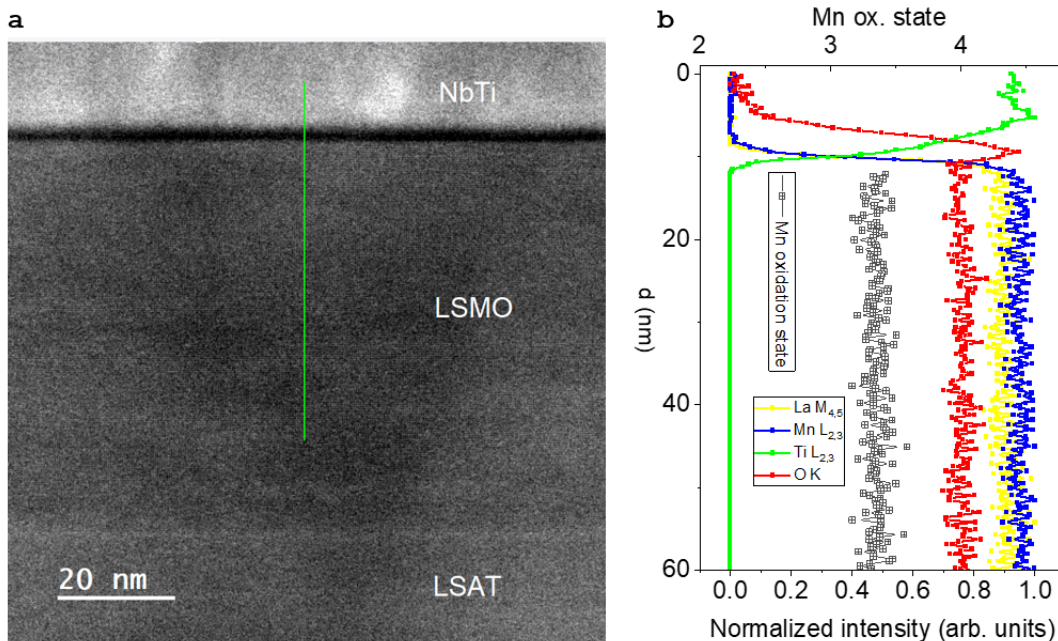 a
NbTi
LSMO
20 nm
LSAT
b
Mn ox. state
2 3 4
0
20
40
60
d (nm)
Mn oxidation state
La M4,5
Mn L2,3
Ti L2,3
O K
0.0 0.2 0.4 0.6 0.8 1.0
Normalized intensity (arb. units)